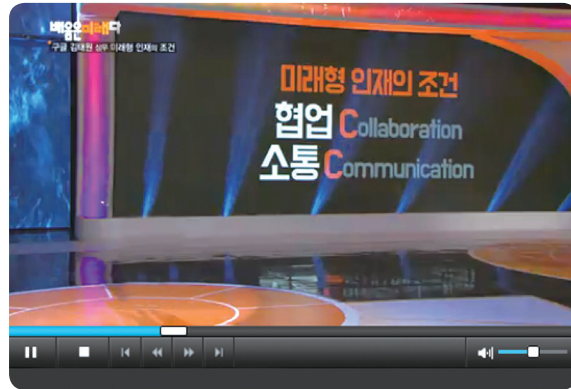 배움은미래다
구글 김태원 상무 미래형 인재의 조건
미래형 인재의 조건
협업 Collaboration
소통 Communication